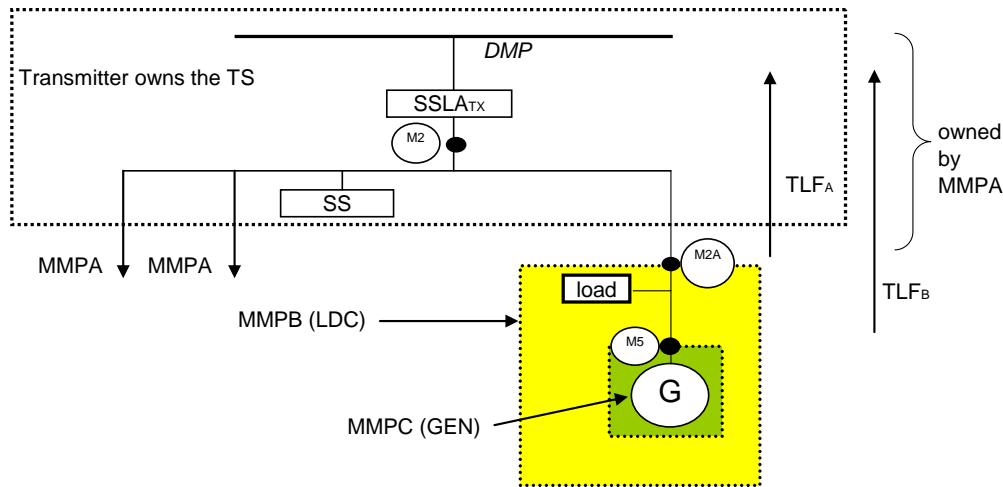 DMP
Transmitter owns the TS
SSLATX
M2
owned
by
MMPA
TLFA
SS
MMPA
MMPA
M2A
load
TLFB
MMPB (LDC)
M5
G
MMPC (GEN)